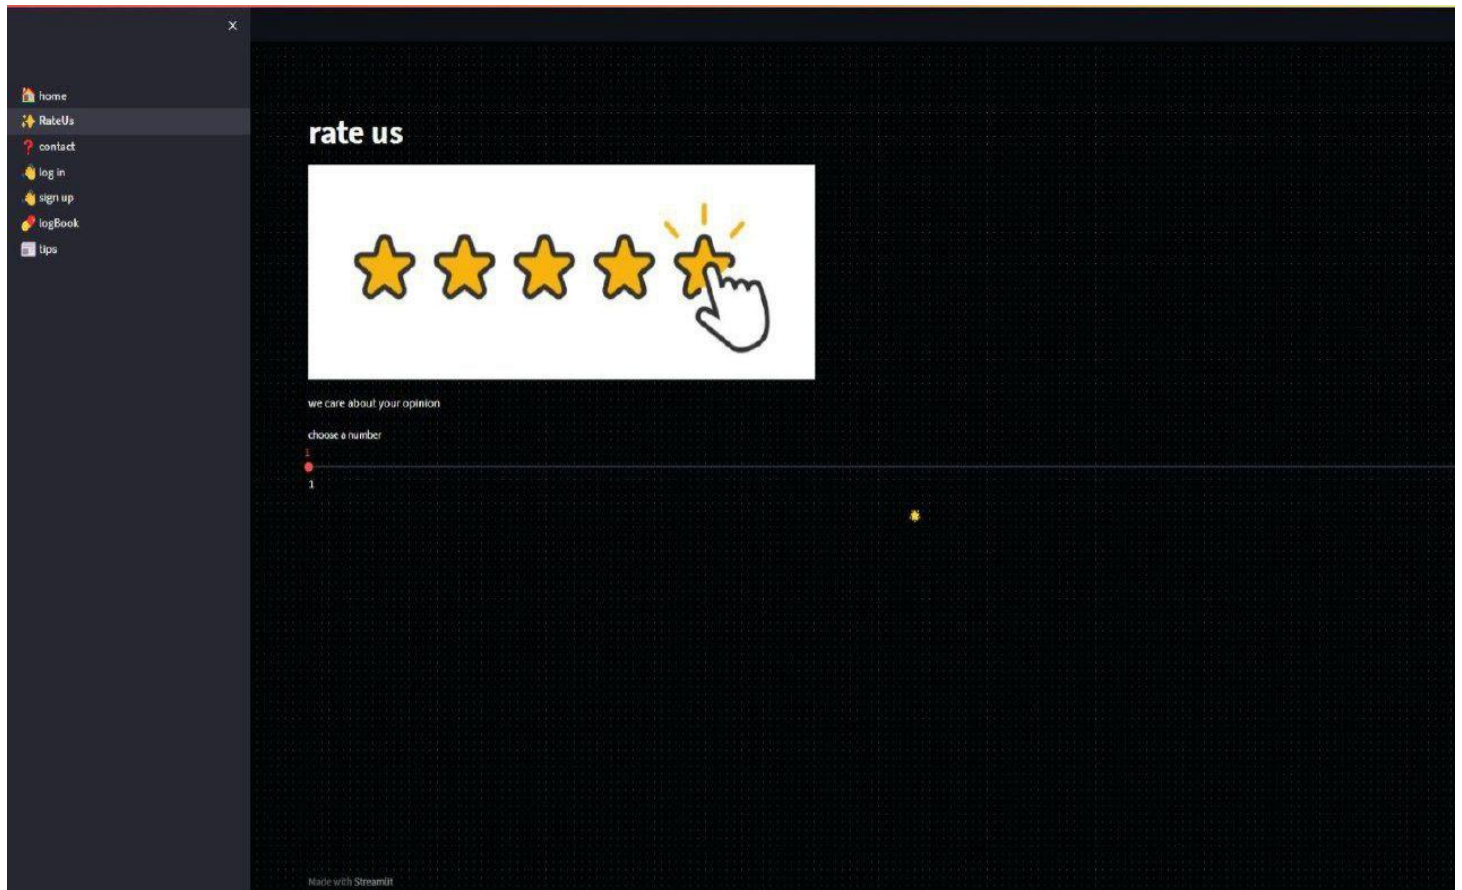 X
home
RateUs
contact
log in
sign up
logBook
tips
rate us
we care about your opinion
choose a number
1
1
Made with Streamlit